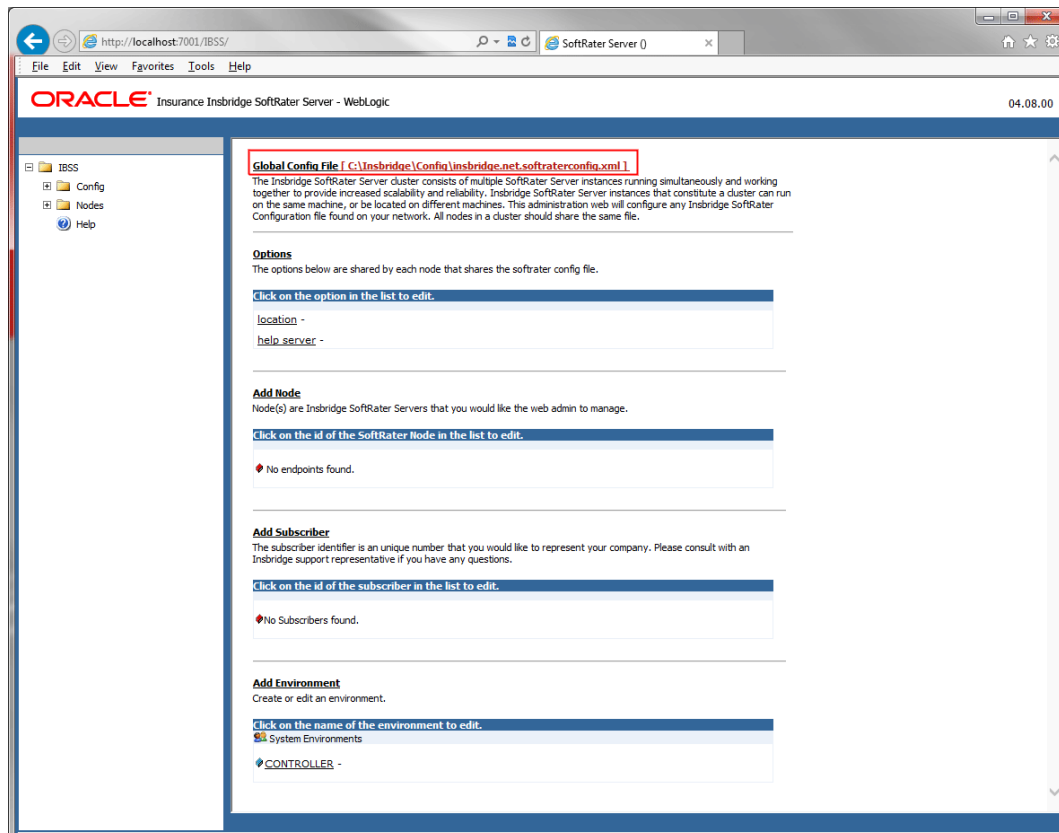 http://localhost:7001/IBSS/
SoftRater Server ()
File Edit View Favorites Tools Help
ORACLE Insurance Insbridge SoftRater Server - WebLogic
04.08.00
IBSS
Config
Nodes
Help
Global Config File [ C:\Insbridge\Config\insbridge.net.softraterconfig.xml ]
The Insbridge SoftRater Server cluster consists of multiple SoftRater Server instances running simultaneously and working
together to provide increased scalability and reliability. Insbridge SoftRater Server instances that constitute a cluster can run
on the same machine, or be located on different machines. This administration web will configure any Insbridge SoftRater
Configuration file found on your network. All nodes in a cluster should share the same file.
Options
The options below are shared by each node that shares the softrater config file.
Click on the option in the list to edit.
location -
help server -
Add Node
Node(s) are Insbridge SoftRater Servers that you would like the web admin to manage.
Click on the id of the SoftRater Node in the list to edit.
No endpoints found.
Add Subscriber
The subscriber identifier is an unique number that you would like to represent your company. Please consult with an
Insbridge support representative if you have any questions.
Click on the id of the subscriber in the list to edit.
No Subscribers found.
Add Environment
Create or edit an environment.
Click on the name of the environment to edit.
System Environments
CONTROLLER -